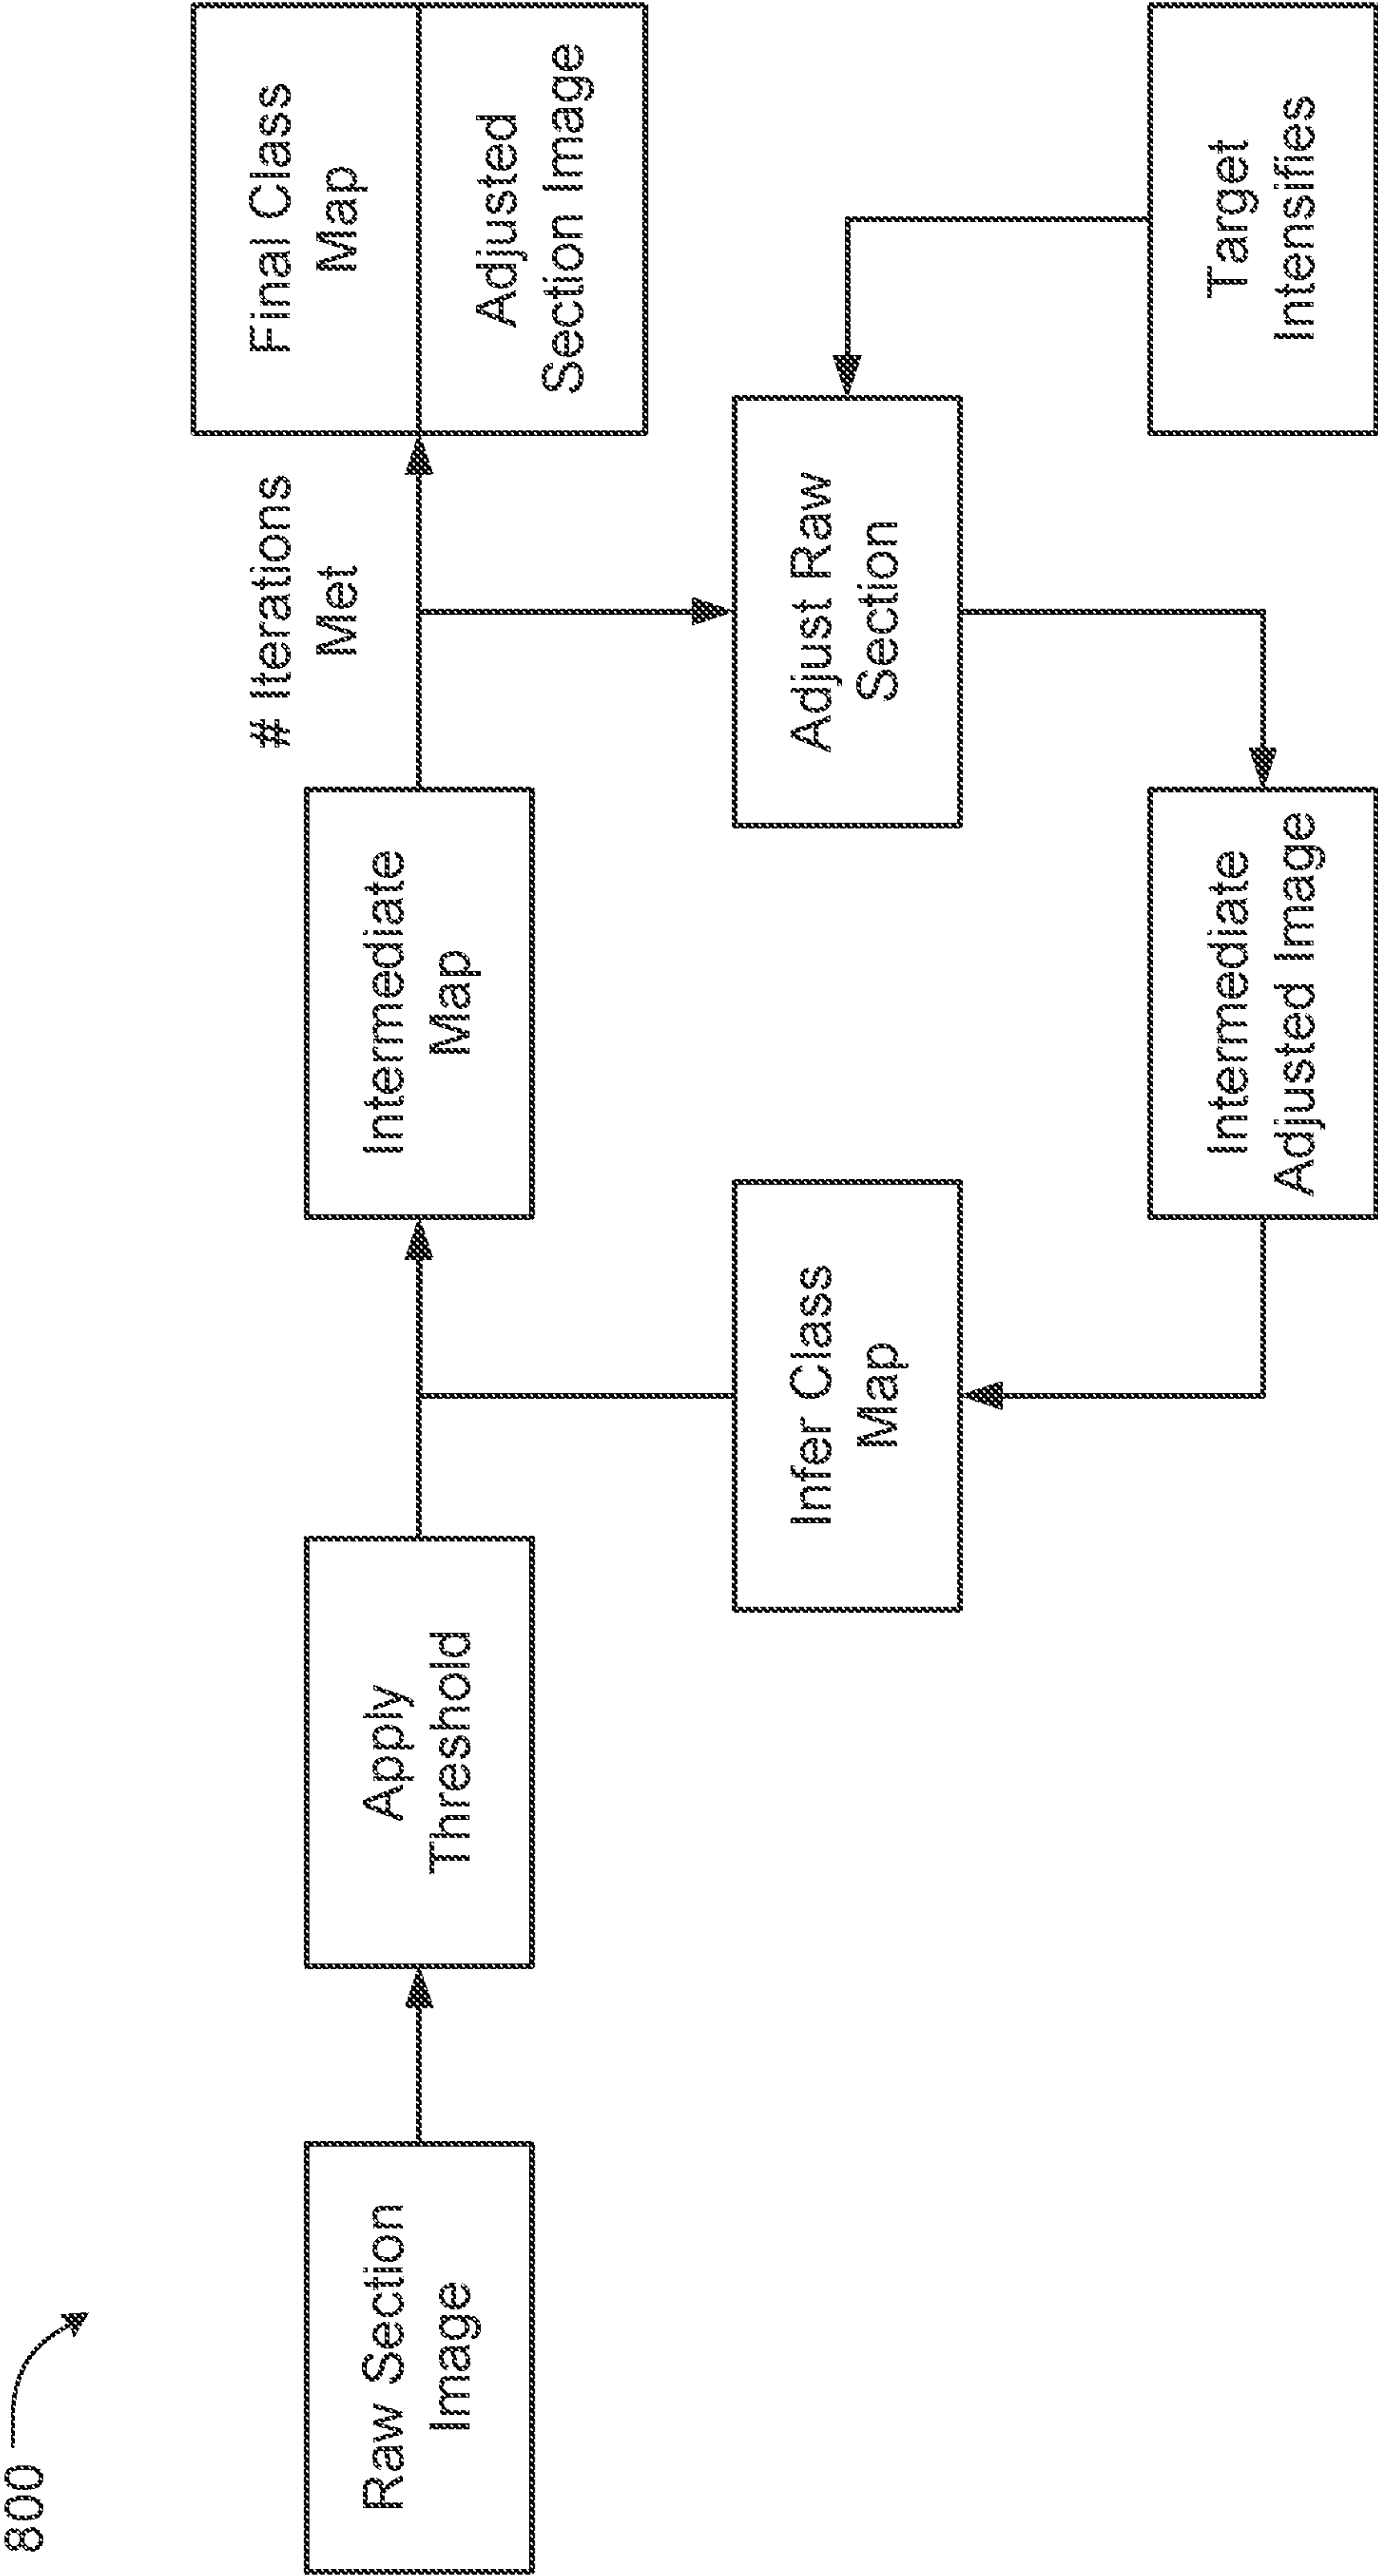 800
Raw Section
Image
Apply
Threshold
Intermediate
Map
# Iterations
Met
Final Class
Map
Adjusted
Section Image
Infer Class
Map
Adjust Raw
Section
Intermediate
Adjusted Image
Target
Intensifies